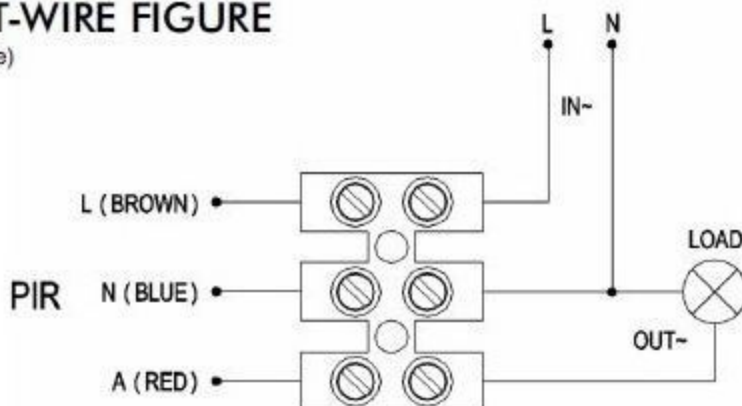 T-WIRE FIGURE
e)
L N
IN~
L ( BROWN )
LOAD
PIR N ( BLUE )
OUT~
A ( RED )